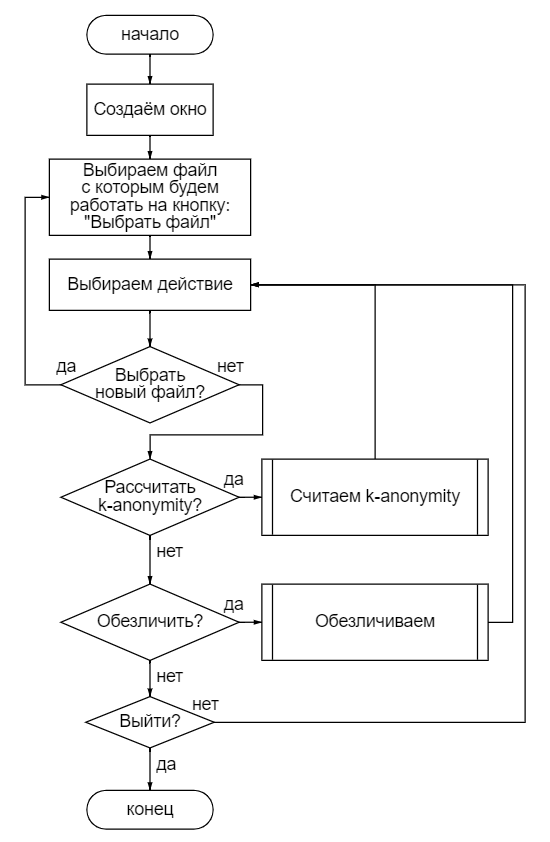 начало
Создаём окно
Выбираем файл
с которым будем
работать на кнопку:
"Выбрать файл"
Выбираем действие
да
нет
Выбрать
новый файл?
Рассчитать
k-anonymity?
да
Считаем k-anonymity
нет
Обезличить?
да
Обезличиваем
нет
Выйти?
нет
да
конец